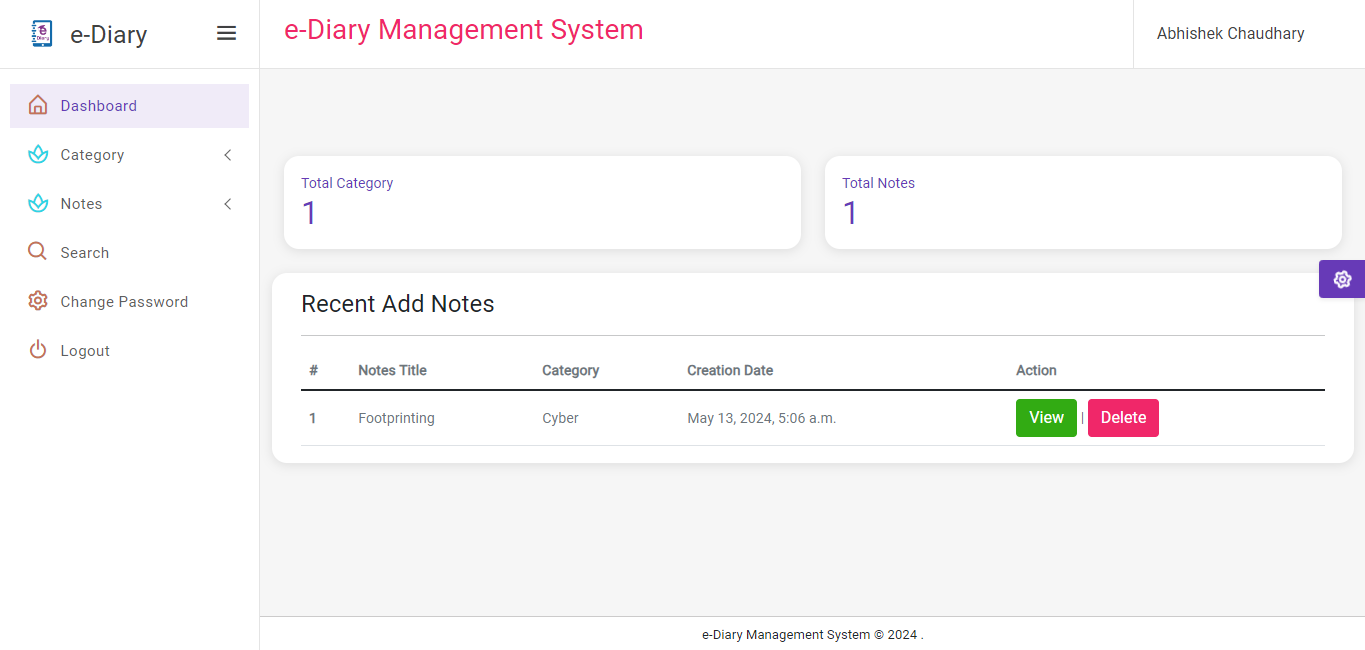 e-Diary
e-Diary Management System
Abhishek Chaudhary
Dashboard
Category
Notes
Search
Change Password
Logout
Total Category
1
Total Notes
1
Recent Add Notes
# Notes Title Category Creation Date Action
1 Footprinting Cyber May 13, 2024, 5:06 a.m. View | Delete
e-Diary Management System © 2024 .